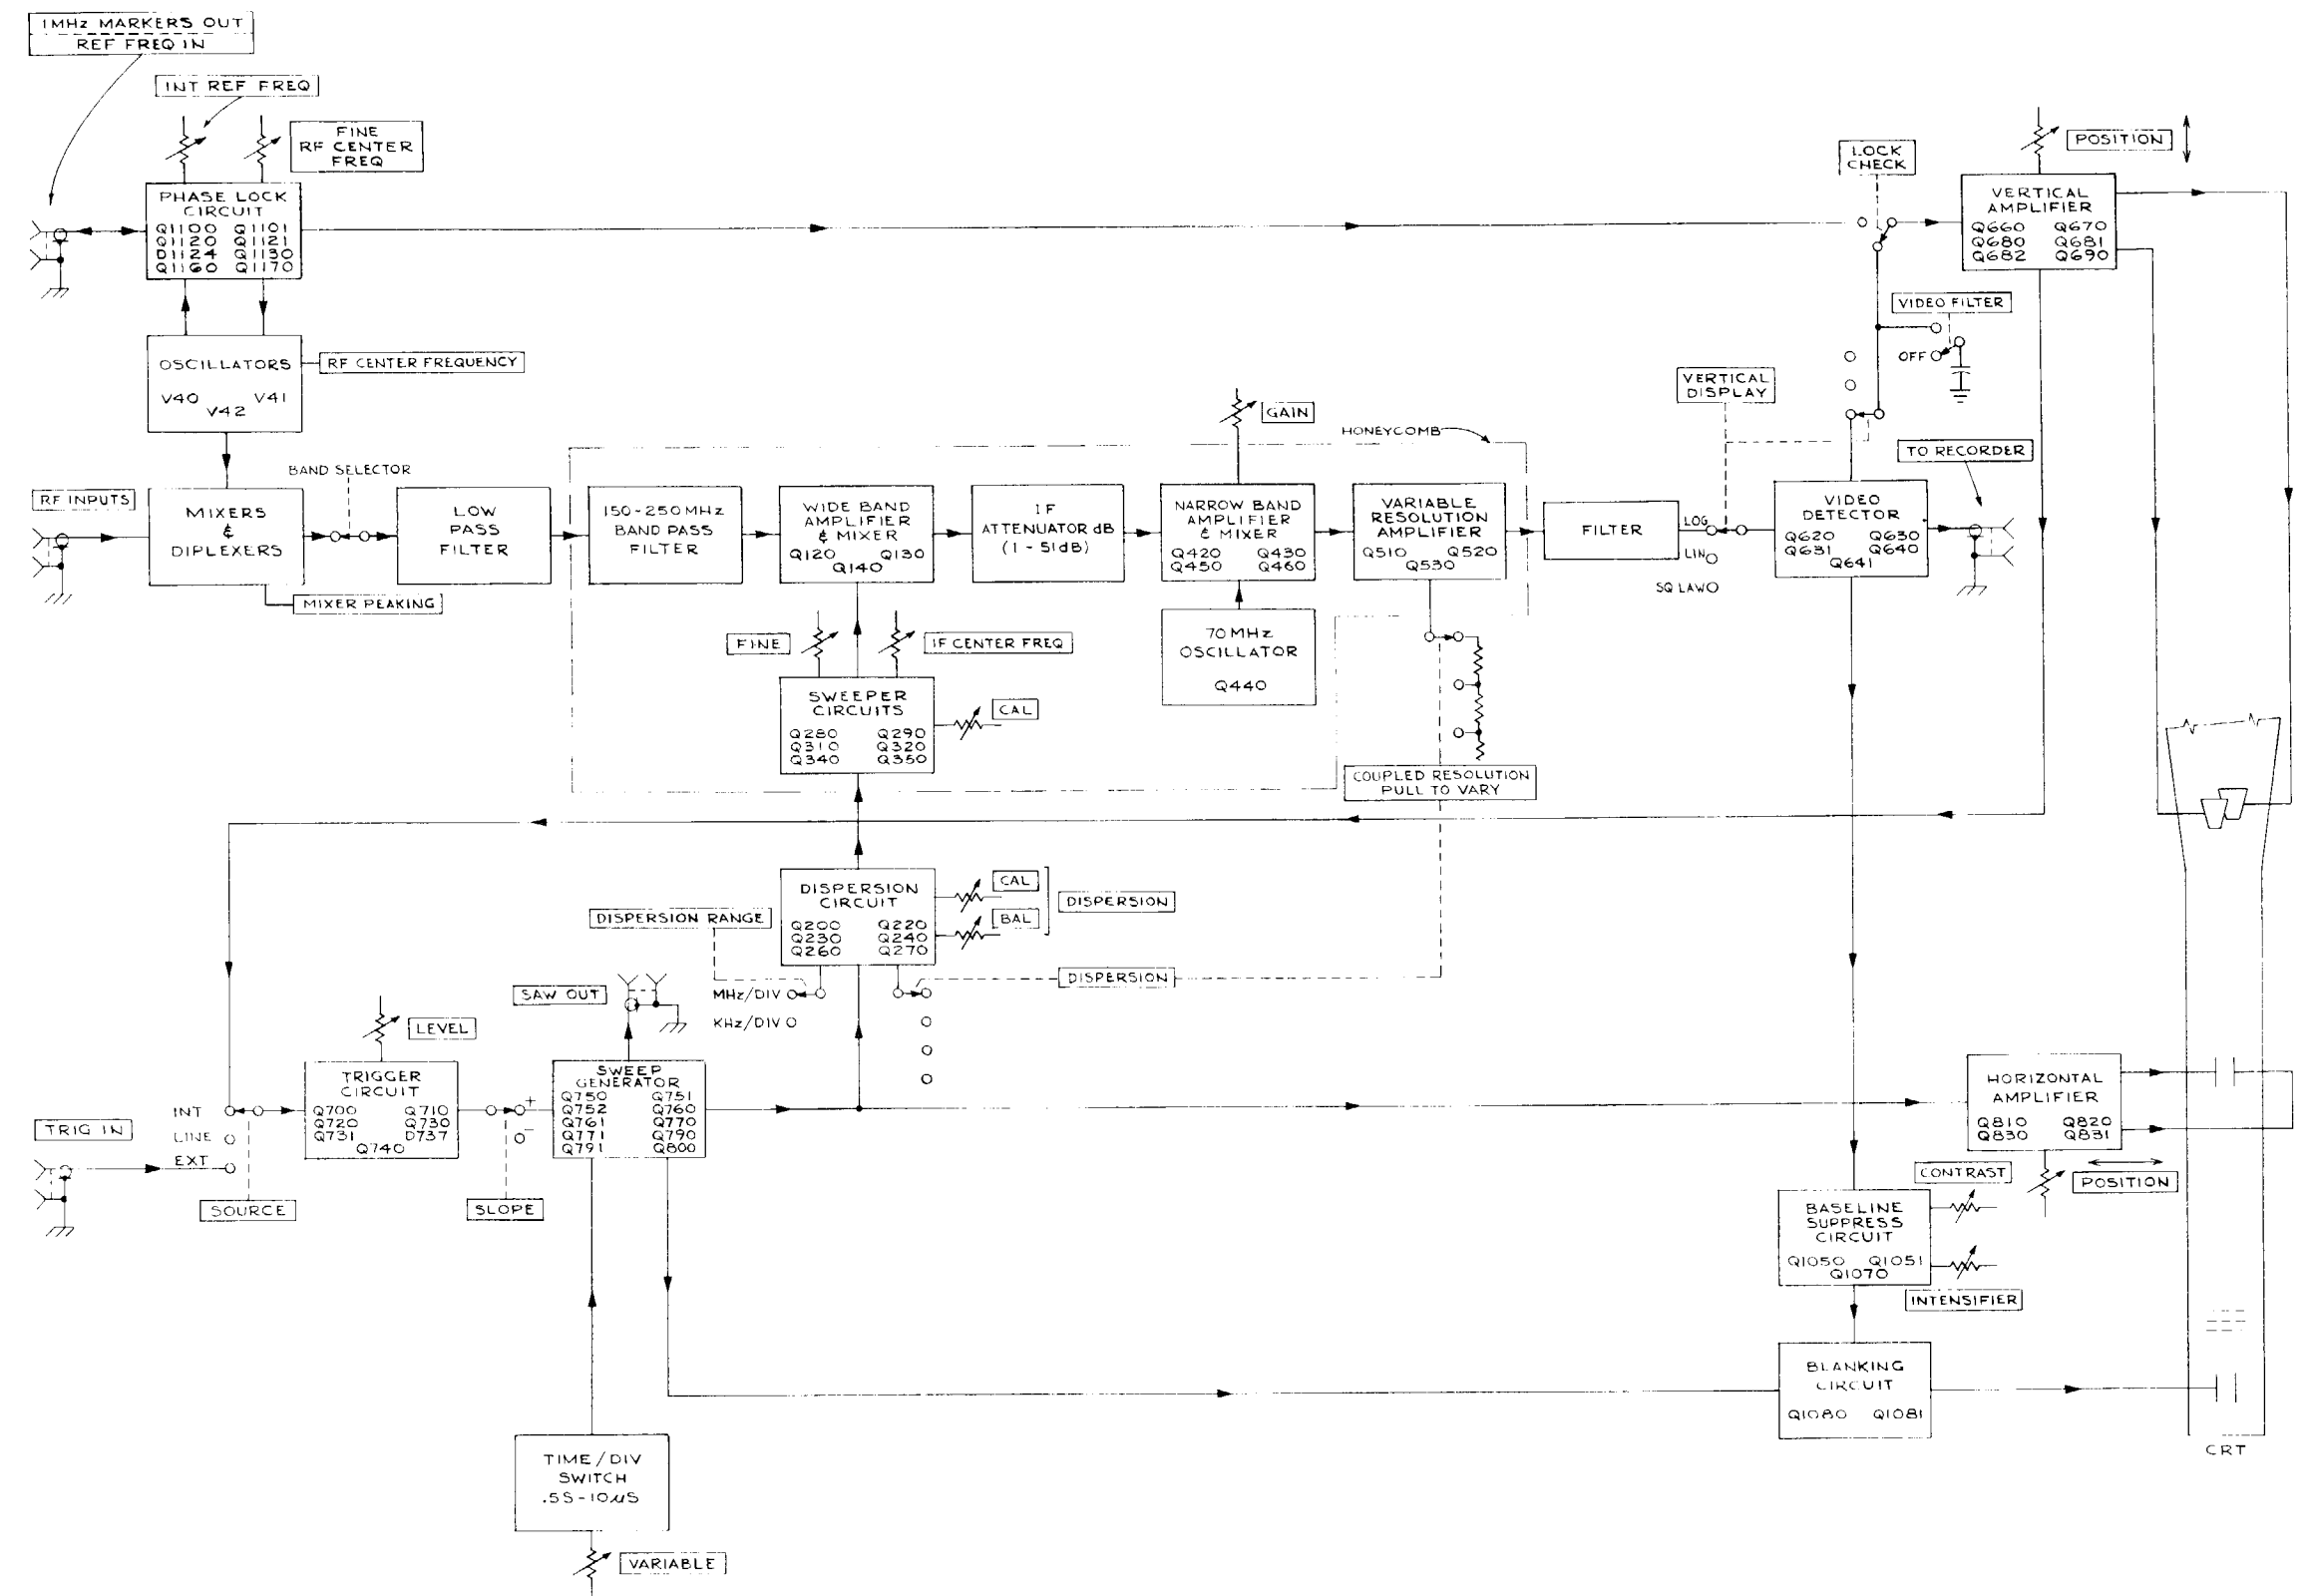 1MHz MARKERS OUT
REF FREQ IN
INT REF FREQ
FINE
RF CENTER
FREQ
PHASE LOCK
CIRCUIT
Q1100 Q1101
Q1120 Q1121
D1124 Q1130
Q1160 Q1170
LOCK
CHECK
POSITION
VERTICAL
AMPLIFIER
Q660 Q670
Q680 Q681
Q682 Q690
VIDEO FILTER
OFF
OSCILLATORS
V40 V41
V42
RF CENTER FREQUENCY
VERTICAL
DISPLAY
GAIN
HONEYCOMB
TO RECORDER
BAND SELECTOR
RF INPUTS
MIXERS
&
DIPLEXERS
MIXER PEAKING
LOW
PASS
FILTER
150-250MHz
BAND PASS
FILTER
WIDE BAND
AMPLIFIER
& MIXER
Q120 Q130
Q140
IF
ATTENUATOR dB
(1-51dB)
NARROW BAND
AMPLIFIER
& MIXER
Q420 Q430
Q450 Q460
VARIABLE
RESOLUTION
AMPLIFIER
Q510 Q520
Q530
FILTER
LOG
LIN
SQ LAW
VIDEO
DETECTOR
Q620 Q630
Q631 Q640
Q641
FINE
IF CENTER FREQ
70MHz
OSCILLATOR
Q440
SWEEPER
CIRCUITS
Q280 Q290
Q310 Q320
Q340 Q350
CAL
COUPLED RESOLUTION
PULL TO VARY
DISPERSION
CIRCUIT
Q200 Q220
Q230 Q240
Q260 Q270
CAL
BAL
DISPERSION
DISPERSION RANGE
DISPERSION
MHz/DIV
KHz/DIV
SAW OUT
LEVEL
TRIGGER
CIRCUIT
Q700 Q710
Q720 Q730
Q731 D737
Q740
SWEEP
GENERATOR
Q750 Q751
Q752 Q760
Q761 Q770
Q771 Q790
Q791 Q800
+
-
INT
LINE
EXT
TRIG IN
SOURCE
SLOPE
HORIZONTAL
AMPLIFIER
Q810 Q820
Q830 Q831
POSITION
CONTRAST
BASELINE
SUPPRESS
CIRCUIT
Q1050 Q1051
Q1070
INTENSIFIER
BLANKING
CIRCUIT
Q1080 Q1081
CRT
TIME/DIV
SWITCH
.5S-10µS
VARIABLE